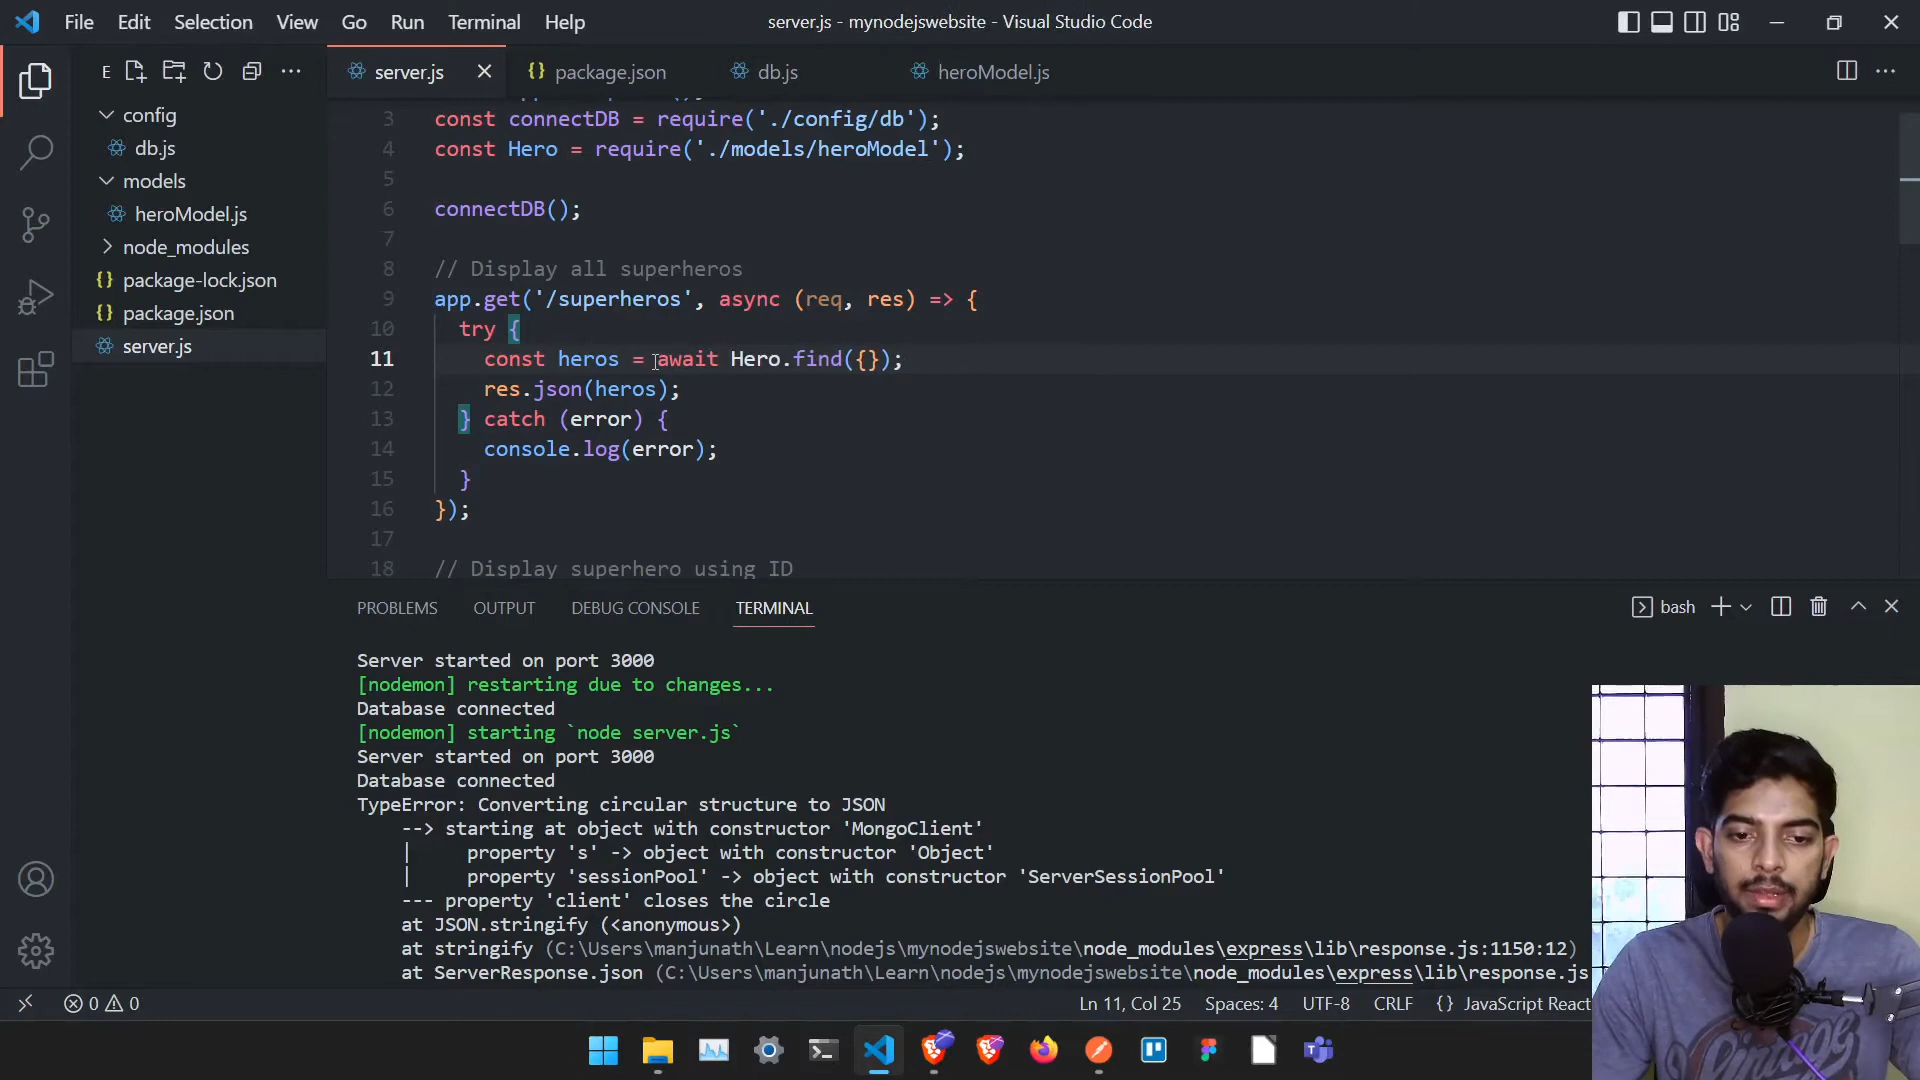 File Edit Selection View Go Run Terminal Help
server.js - mynodejswebsite - Visual Studio Code
E
server.js
package.json
db.js
heroModel.js
config
db.js
models
heroModel.js
node_modules
package-lock.json
package.json
server.js
3 const connectDB = require('./config/db');
4 const Hero = require('./models/heroModel');
5
6 connectDB();
7
8 // Display all superheros
9 app.get('/superheros', async (req, res) => {
10 try {
11 const heros = await Hero.find({});
12 res.json(heros);
13 } catch (error) {
14 console.log(error);
15 }
16 });
17
18 // Display superhero using ID
PROBLEMS OUTPUT DEBUG CONSOLE TERMINAL
bash
Server started on port 3000
[nodemon] restarting due to changes...
Database connected
[nodemon] starting `node server.js`
Server started on port 3000
Database connected
TypeError: Converting circular structure to JSON
--> starting at object with constructor 'MongoClient'
| property 's' -> object with constructor 'Object'
| property 'sessionPool' -> object with constructor 'ServerSessionPool'
--- property 'client' closes the circle
at JSON.stringify (<anonymous>)
at stringify (C:\Users\manjunath\Learn\nodejs\mynodejswebsite\node_modules\express\lib\response.js:1150:12)
at ServerResponse.json (C:\Users\manjunath\Learn\nodejs\mynodejswebsite\node_modules\express\lib\response.js
0 0
Ln 11, Col 25 Spaces: 4 UTF-8 CRLF {} JavaScript React